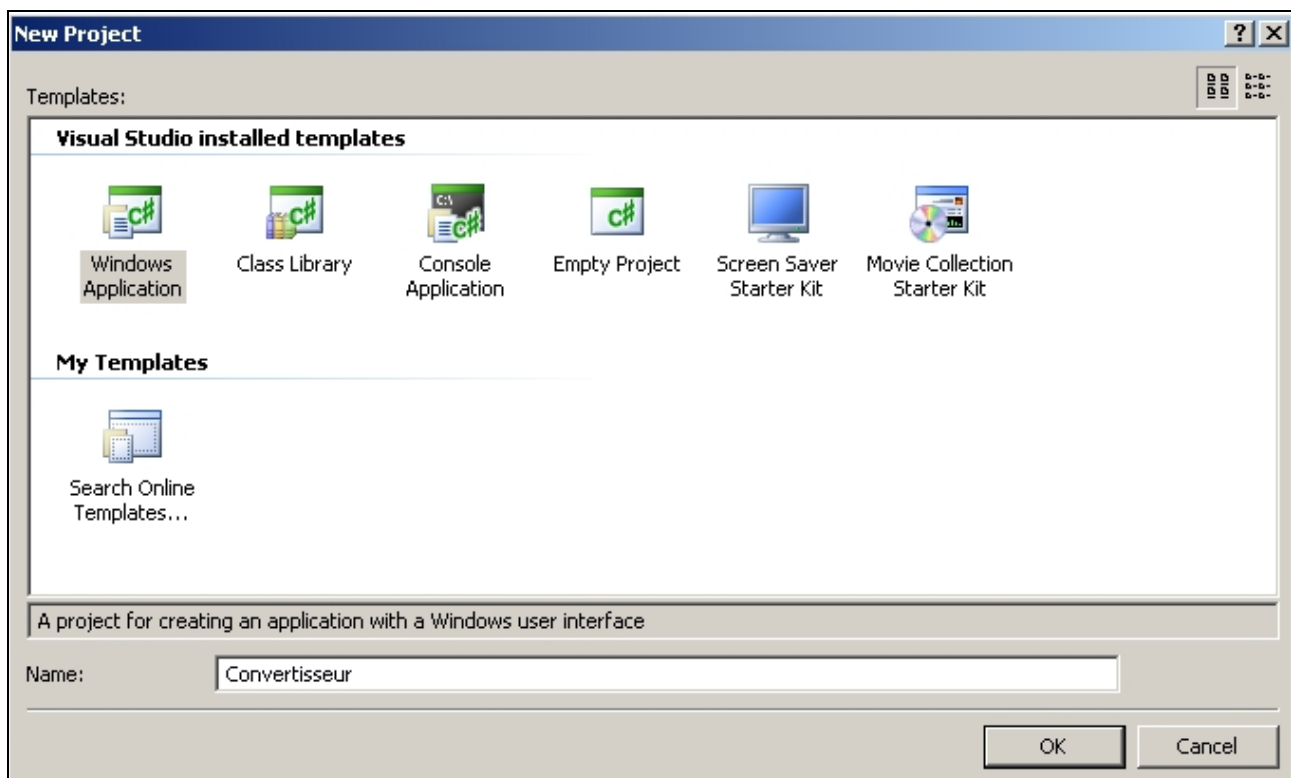 New Project
Templates:
Visual Studio installed templates
Windows Application
Class Library
Console Application
Empty Project
Screen Saver Starter Kit
Movie Collection Starter Kit
My Templates
Search Online Templates...
A project for creating an application with a Windows user interface
Name:
Convertisseur
OK
Cancel